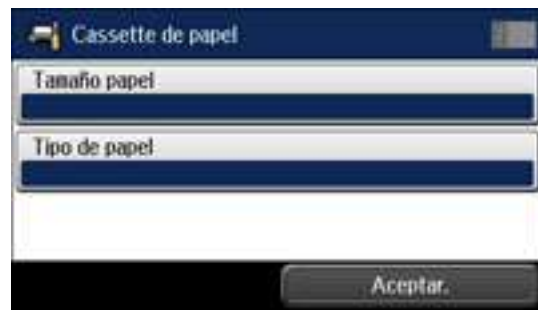 Cassette de papel
Tamaño papel
Tipo de papel
Aceptar.